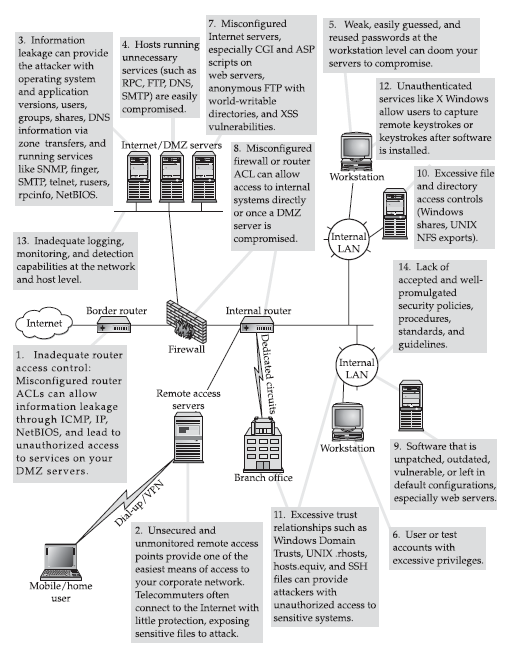 3. Information
leakage can provide
the attacker with
operating system
and application
versions, users,
groups, shares, DNS
information via
zone transfers, and
running services
like SNMP, finger,
SMTP, telnet, rusers,
rpcinfo, NetBIOS.
4. Hosts running
unnecessary
services (such as
RPC, FTP, DNS,
SMTP) are easily
compromised.
7. Misconfigured
Internet servers,
especially CGI and ASP
scripts on
web servers,
anonymous FTP with
world-writable
directories, and XSS
vulnerabilities.
5. Weak, easily guessed, and
reused passwords at the
workstation level can doom your
servers to compromise.
12. Unauthenticated
services like X Windows
allow users to capture
remote keystrokes or
keystrokes after software
is installed.
Internet/DMZ servers
8. Misconfigured
firewall or router
ACL can allow
access to internal
systems directly
or once a DMZ
server is
compromised.
Workstation
10. Excessive file
and directory
access controls
(Windows
shares, UNIX
NFS exports).
Internal
LAN
13. Inadequate logging,
monitoring, and detection
capabilities at the network
and host level.
14. Lack of
accepted and well-
promulgated
security policies,
procedures,
standards, and
guidelines.
Internet
Border router
Firewall
Internal router
Internal
LAN
1. Inadequate router
access control:
Misconfigured router
ACLs can allow
information leakage
through ICMP, IP,
NetBIOS, and lead to
unauthorized access
to services on your
DMZ servers.
Remote access
servers
Dedicated circuits
Branch office
Workstation
9. Software that is
unpatched, outdated,
vulnerable, or left in
default configurations,
especially web servers.
Dial-up/VPN
Mobile/home
user
2. Unsecured and
unmonitored remote access
points provide one of the
easiest means of access to
your corporate network.
Telecommuters often
connect to the Internet with
little protection, exposing
sensitive files to attack.
11. Excessive trust
relationships such as
Windows Domain
Trusts, UNIX .rhosts,
hosts.equiv, and SSH
files can provide
attackers with
unauthorized access to
sensitive systems.
6. User or test
accounts with
excessive privileges.